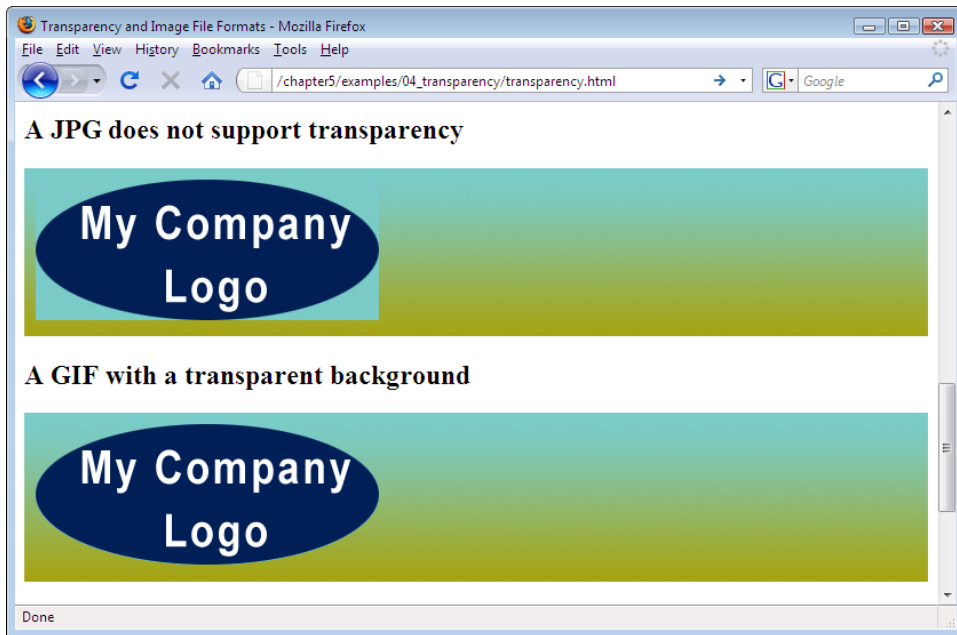 Transparency and Image File Formats - Mozilla Firefox
File Edit View History Bookmarks Tools Help
/chapter5/examples/04_transparency/transparency.html
G Google
A JPG does not support transparency
My Company
Logo
A GIF with a transparent background
My Company
Logo
Done